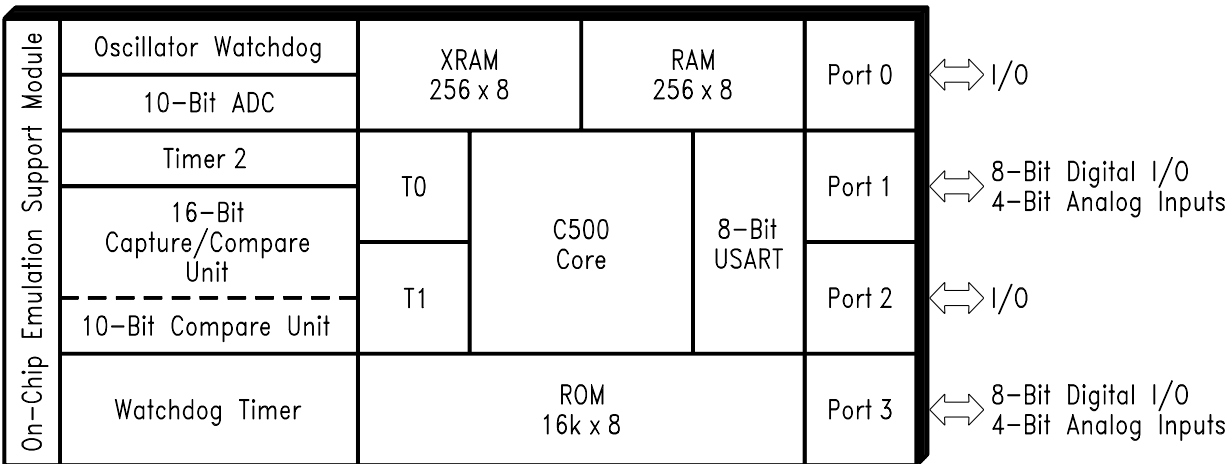 On-Chip Emulation Support Module
Oscillator Watchdog
10-Bit ADC
Timer 2
16-Bit
Capture/Compare
Unit
10-Bit Compare Unit
Watchdog Timer
XRAM
256 x 8
RAM
256 x 8
T0
T1
C500
Core
8-Bit
USART
ROM
16k x 8
Port 0
Port 1
Port 2
Port 3
I/O
8-Bit Digital I/O
4-Bit Analog Inputs
I/O
8-Bit Digital I/O
4-Bit Analog Inputs